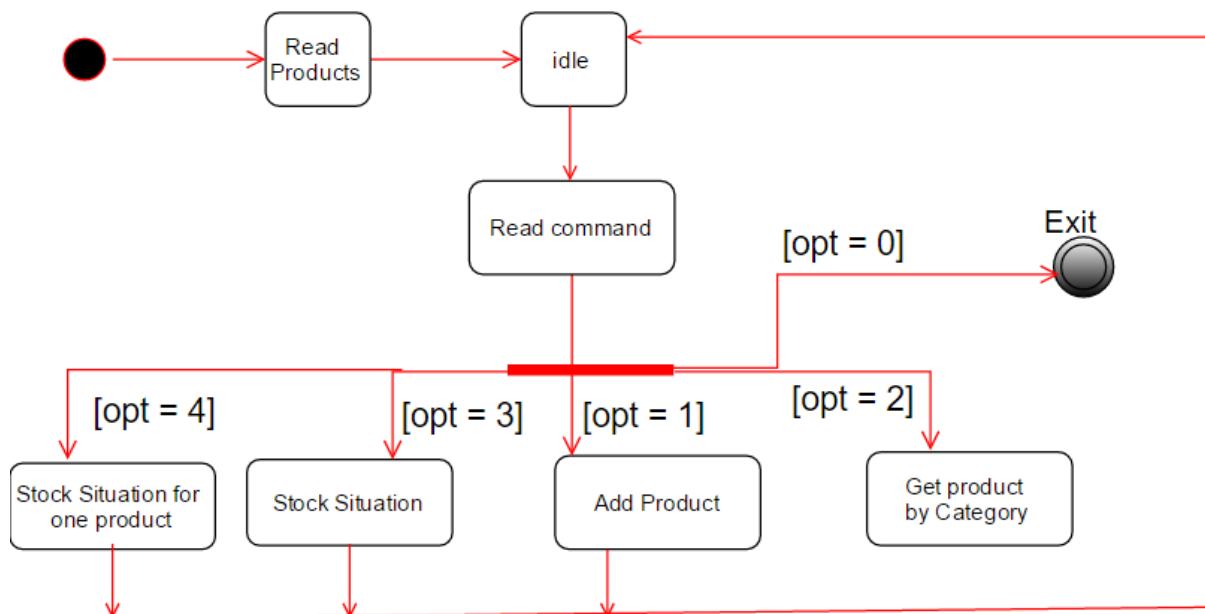 Read
Products
idle
Read command
Exit
[opt = 0]
[opt = 4]
[opt = 3]
[opt = 1]
[opt = 2]
Stock Situation for
one product
Stock Situation
Add Product
Get product
by Category